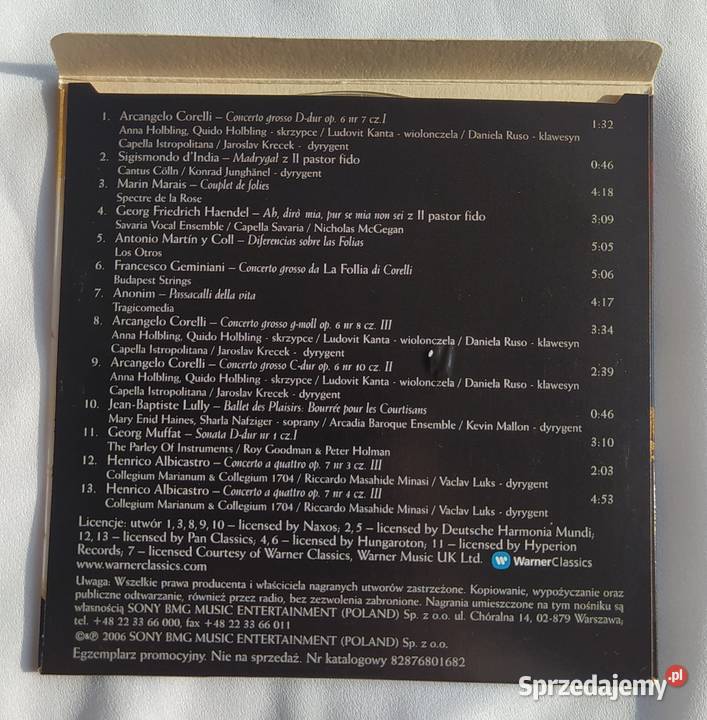 1. Arcangelo Corelli – Concerto grosso D-dur op. 6 nr 7 cz.I 1:32
Anna Holbling, Quido Holbling - skrzypce / Ludovit Kanta - wiolonczela / Daniela Ruso - klawesyn
Capella Istropolitana / Jaroslav Krecek - dyrygent
2. Sigismondo d'India – Madrygal z Il pastor fido 0:46
Cantus Cölln / Konrad Junghänel - dyrygent
3. Marin Marais – Couplet de folies 4:18
Spectre de la Rose
4. Georg Friedrich Haendel – Ah, dirò mia, pur se mia non sei z Il pastor fido 3:09
Savaria Vocal Ensemble / Capella Savaria / Nicholas McGegan
5. Antonio Martín y Coll – Diferencias sobre las Folias 5:05
Los Otros
6. Francesco Geminiani – Concerto grosso da La Follia di Corelli 5:06
Budapest Strings
7. Anonim – Passacalli della vita 4:17
Tragicomedia
8. Arcangelo Corelli – Concerto grosso g-moll op. 6 nr 8 cz. III 3:34
Anna Holbling, Quido Holbling - skrzypce / Ludovit Kanta - wiolonczela / Daniela Ruso - klawesyn
Capella Istropolitana / Jaroslav Krecek - dyrygent
9. Arcangelo Corelli – Concerto grosso C-dur op. 6 nr 10 cz. II 2:39
Anna Holbling, Quido Holbling - skrzypce / Ludovit Kanta - wiolonczela / Daniela Ruso - klawesyn
Capella Istropolitana / Jaroslav Krecek - dyrygent
10. Jean-Baptiste Lully – Ballet des Plaisirs: Bourrée pour les Courtisans 0:46
Mary Enid Haines, Sharla Nafziger - soprany / Arcadia Baroque Ensemble / Kevin Mallon - dyrygent
11. Georg Muffat – Sonata D-dur nr 1 cz.I 3:10
The Parley Of Instruments / Roy Goodman & Peter Holman
12. Henrico Albicastro – Concerto a quattro op. 7 nr 3 cz. III 2:03
Collegium Marianum & Collegium 1704 / Riccardo Masahide Minasi / Vaclav Luks - dyrygent
13. Henrico Albicastro – Concerto a quattro op. 7 nr 4 cz. III 4:53
Collegium Marianum & Collegium 1704 / Riccardo Masahide Minasi / Vaclav Luks - dyrygent
Licencje: utwór 1,3,8,9,10 – licensed by Naxos; 2,5 – licensed by Deutsche Harmonia Mundi;
12,13 – licensed by Pan Classics; 4,6 – licensed by Hungaroton; 11 – licensed by Hyperion
Records; 7 – licensed Courtesy of Warner Classics, Warner Music UK Ltd. WarnerClassics
www.warnerclassics.com
Uwaga: Wszelkie prawa producenta i właściciela nagranych utworów zastrzeżone. Kopiowanie, wypożyczanie oraz
publiczne odtwarzanie, również przez radio, bez zezwolenia zabronione. Nagrania umieszczone na tym nośniku są
własnością SONY BMG MUSIC ENTERTAINMENT (POLAND) Sp. z o.o. ul. Chóralna 14, 02-879 Warszawa;
tel. +48 22 33 66 000, fax +48 22 33 66 011
©&℗ 2006 SONY BMG MUSIC ENTERTAINMENT (POLAND) Sp. z o.o.
Egzemplarz promocyjny. Nie na sprzedaż. Nr katalogowy 82876801682
Sprzedajemy.pl